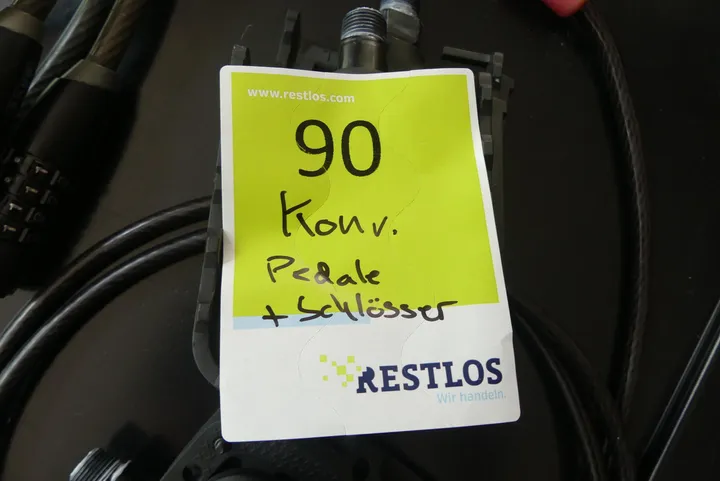 www.restlos.com
90
Konv.
Pedale
+ Schlösser
RESTLOS
Wir handeln.